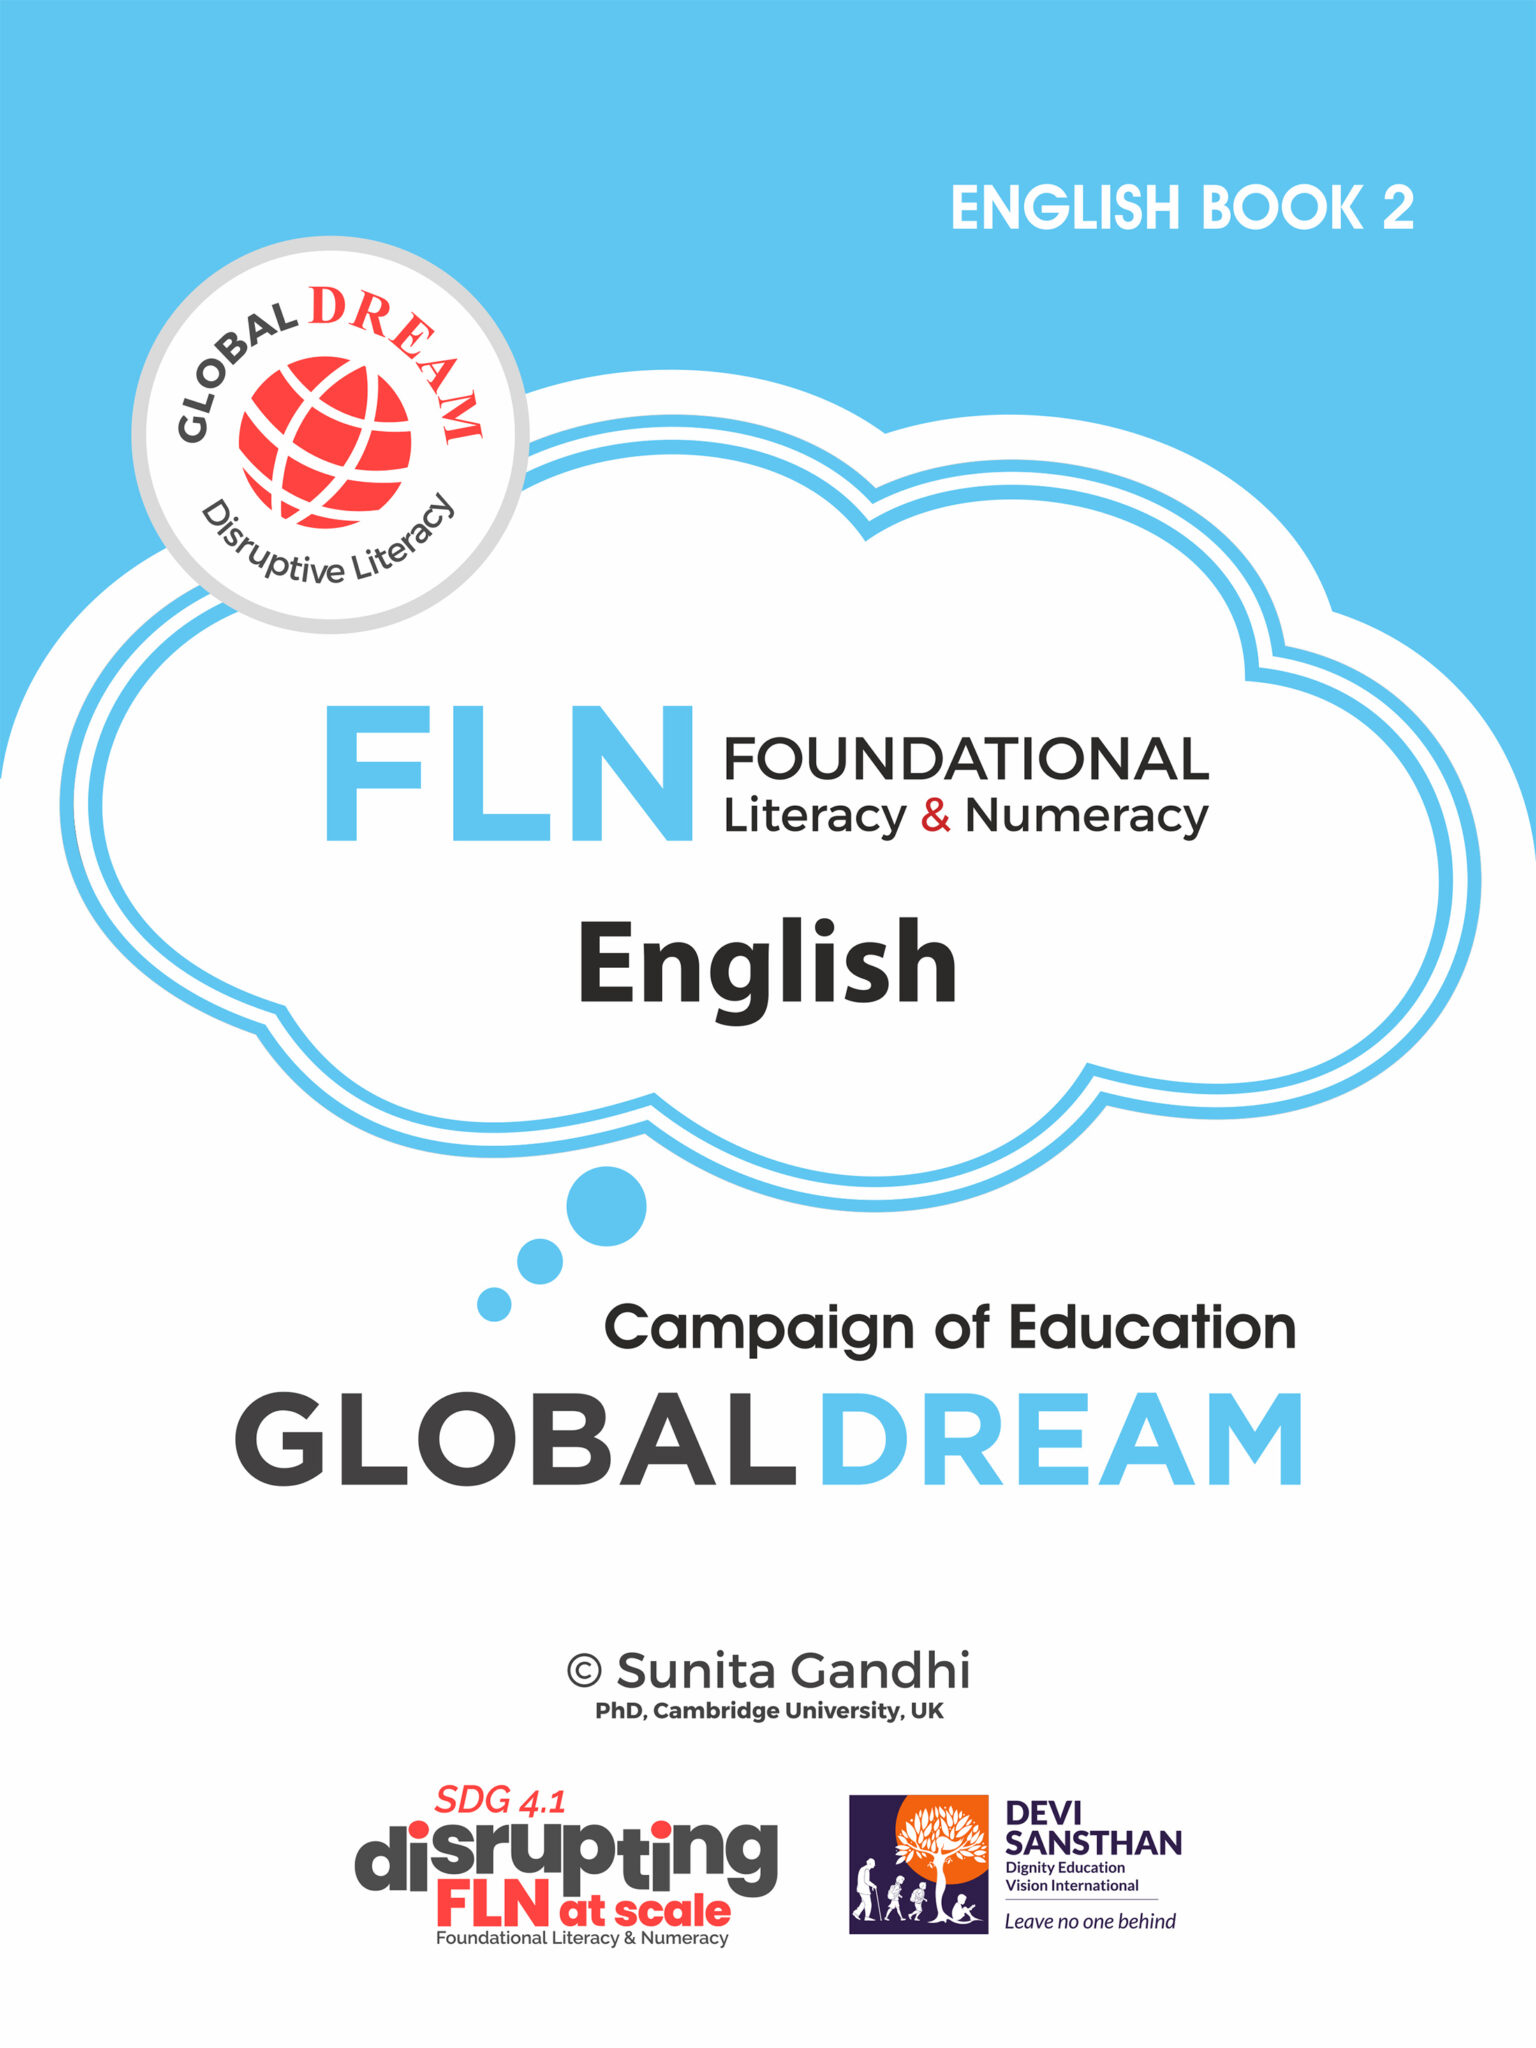 ENGLISH BOOK 2
GLOBAL DREAM
Disruptive Literacy
FLN
FOUNDATIONAL
Literacy & Numeracy
English
Campaign of Education
GLOBAL DREAM
© Sunita Gandhi
PhD, Cambridge University, UK
SDG 4.1
disrupting
FLN at scale
Foundational Literacy & Numeracy
DEVI
SANSTHAN
Dignity Education
Vision International
Leave no one behind